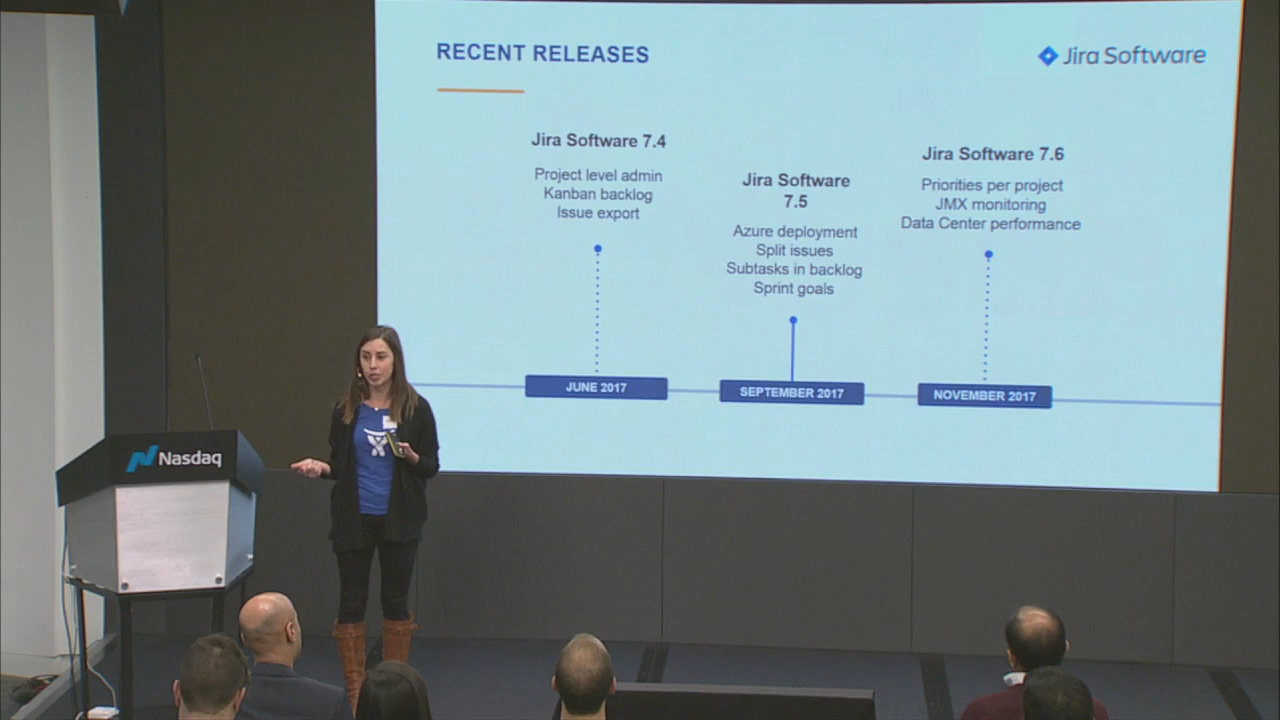 RECENT RELEASES
Jira Software
Jira Software 7.4
Project level admin
Kanban backlog
Issue export
Jira Software
7.5
Azure deployment
Split issues
Subtasks in backlog
Sprint goals
Jira Software 7.6
Priorities per project
JMX monitoring
Data Center performance
JUNE 2017
SEPTEMBER 2017
NOVEMBER 2017
Nasdaq